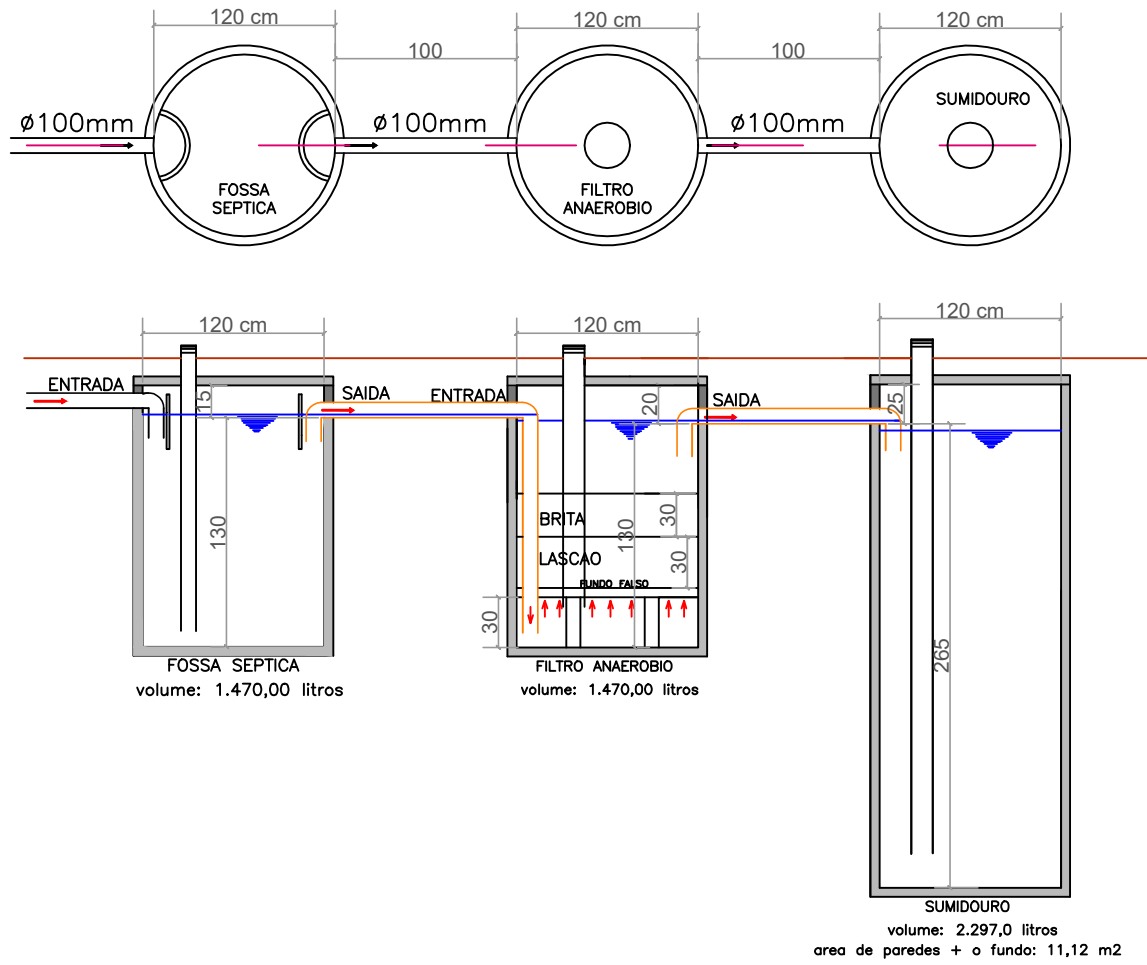 120 cm
120 cm
120 cm
100
100
SUMIDOURO
ø100mm
ø100mm
ø100mm
FOSSA
SEPTICA
FILTRO
ANAEROBIO
120 cm
120 cm
120 cm
ENTRADA
15
SAIDA
ENTRADA
20
SAIDA
25
130
BRITA
30
130
LASCAO
30
FUNDO FALSO
30
265
FOSSA SEPTICA
volume: 1.470,00 litros
FILTRO ANAEROBIO
volume: 1.470,00 litros
SUMIDOURO
volume: 2.297,0 litros
area de paredes + o fundo: 11,12 m2